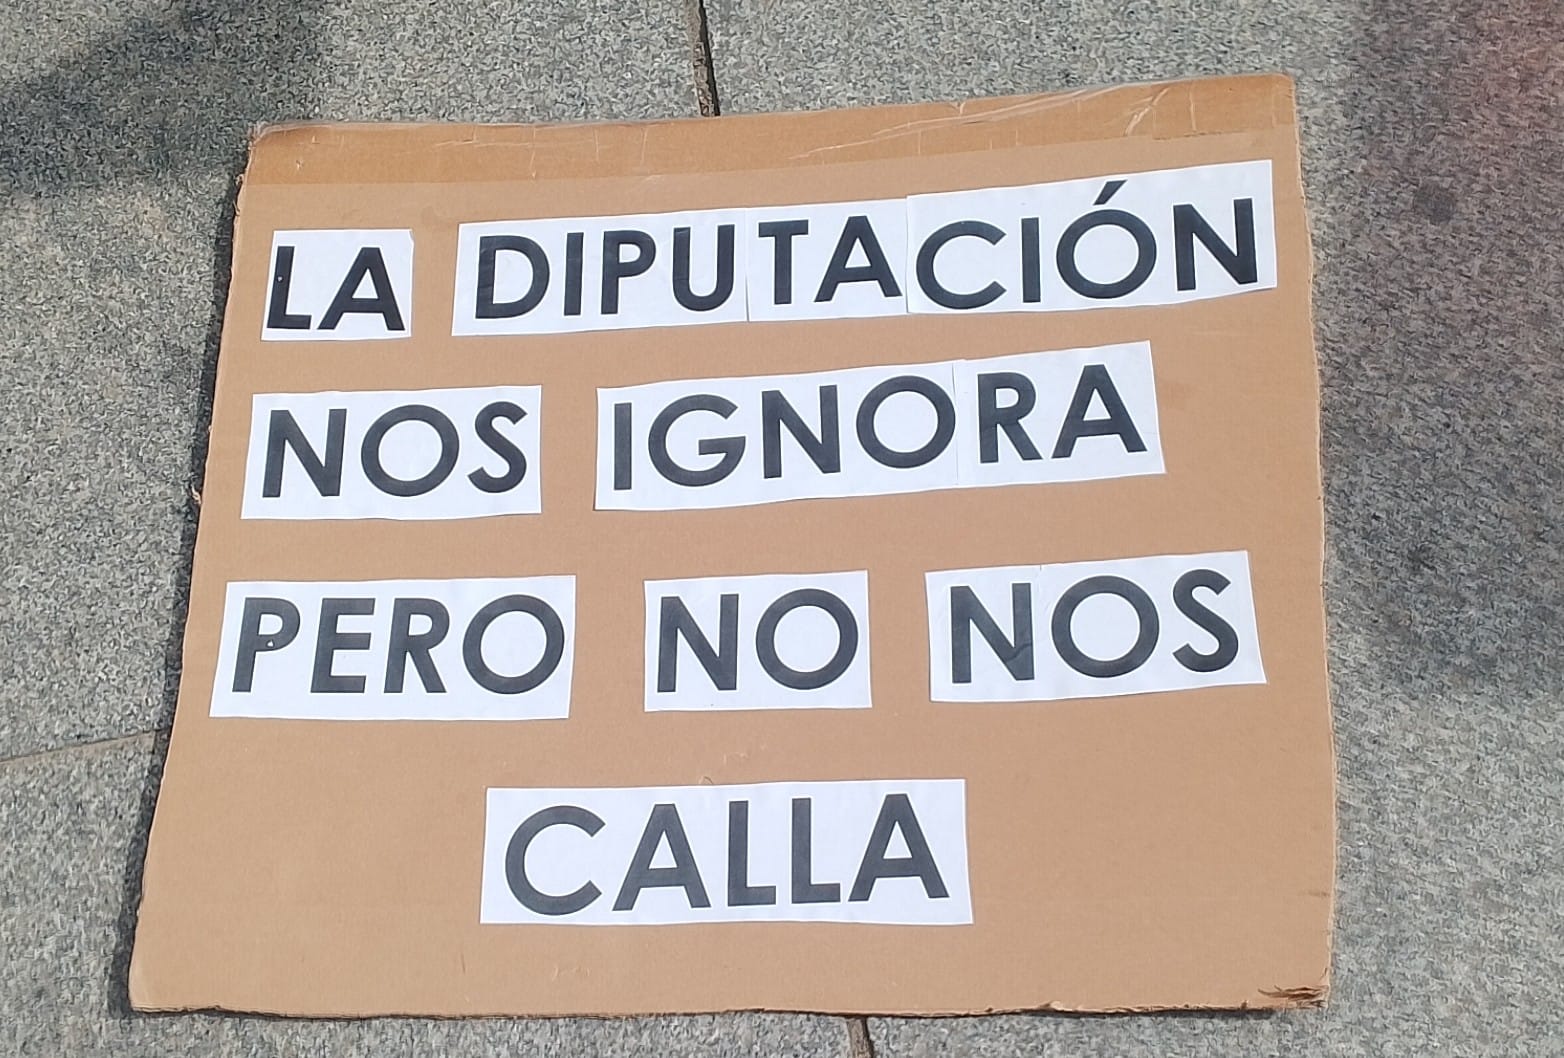 LA DIPUTACIÓN
NOS IGNORA
PERO NO NOS
CALLA